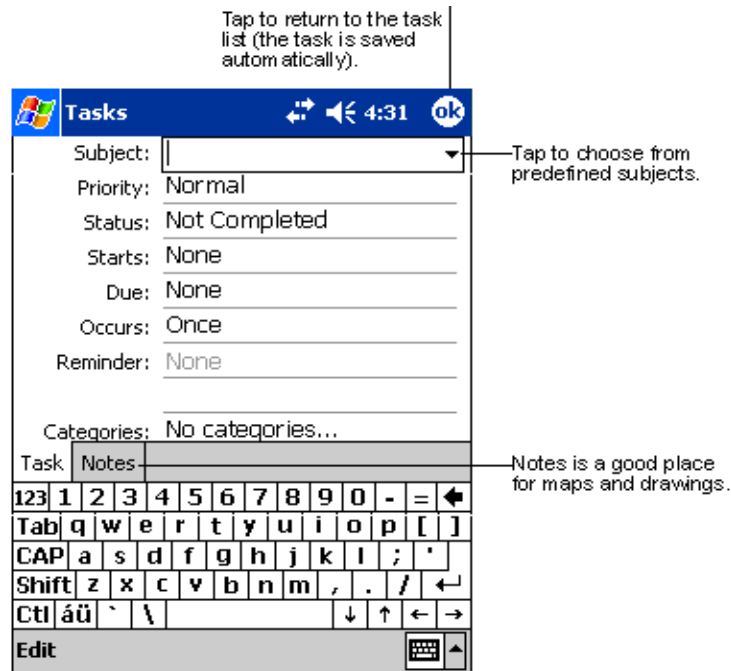 Tap to return to the task
list (the task is saved
automatically).
Tasks 4:31 ok
Subject:
Tap to choose from
predefined subjects.
Priority: Normal
Status: Not Completed
Starts: None
Due: None
Occurs: Once
Reminder: None
Categories: No categories...
Task Notes
Notes is a good place
for maps and drawings.
123 1 2 3 4 5 6 7 8 9 0 - = 🡄
Tab q w e r t y u i o p [ ]
CAP a s d f g h j k l ; '
Shift z x c v b n m , . / ↵
Ctl áü ` \ ↓ ↑ ← →
Edit